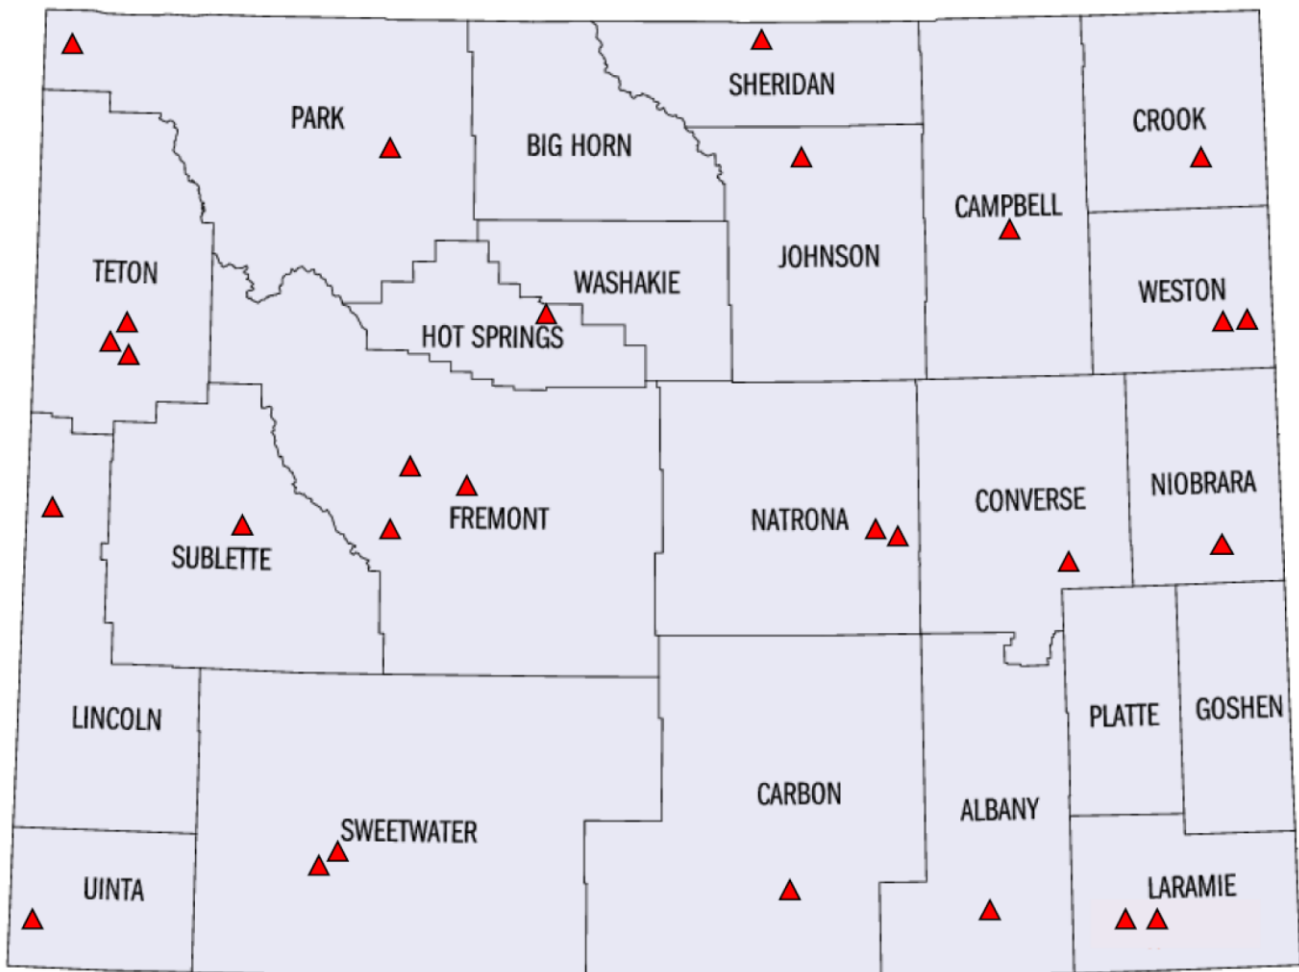 PARK
SHERIDAN
BIG HORN
CROOK
CAMPBELL
JOHNSON
TETON
WASHAKIE
WESTON
HOT SPRINGS
FREMONT
NATRONA
CONVERSE
NIOBRARA
SUBLETTE
LINCOLN
PLATTE
GOSHEN
CARBON
ALBANY
SWEETWATER
UINTA
LARAMIE